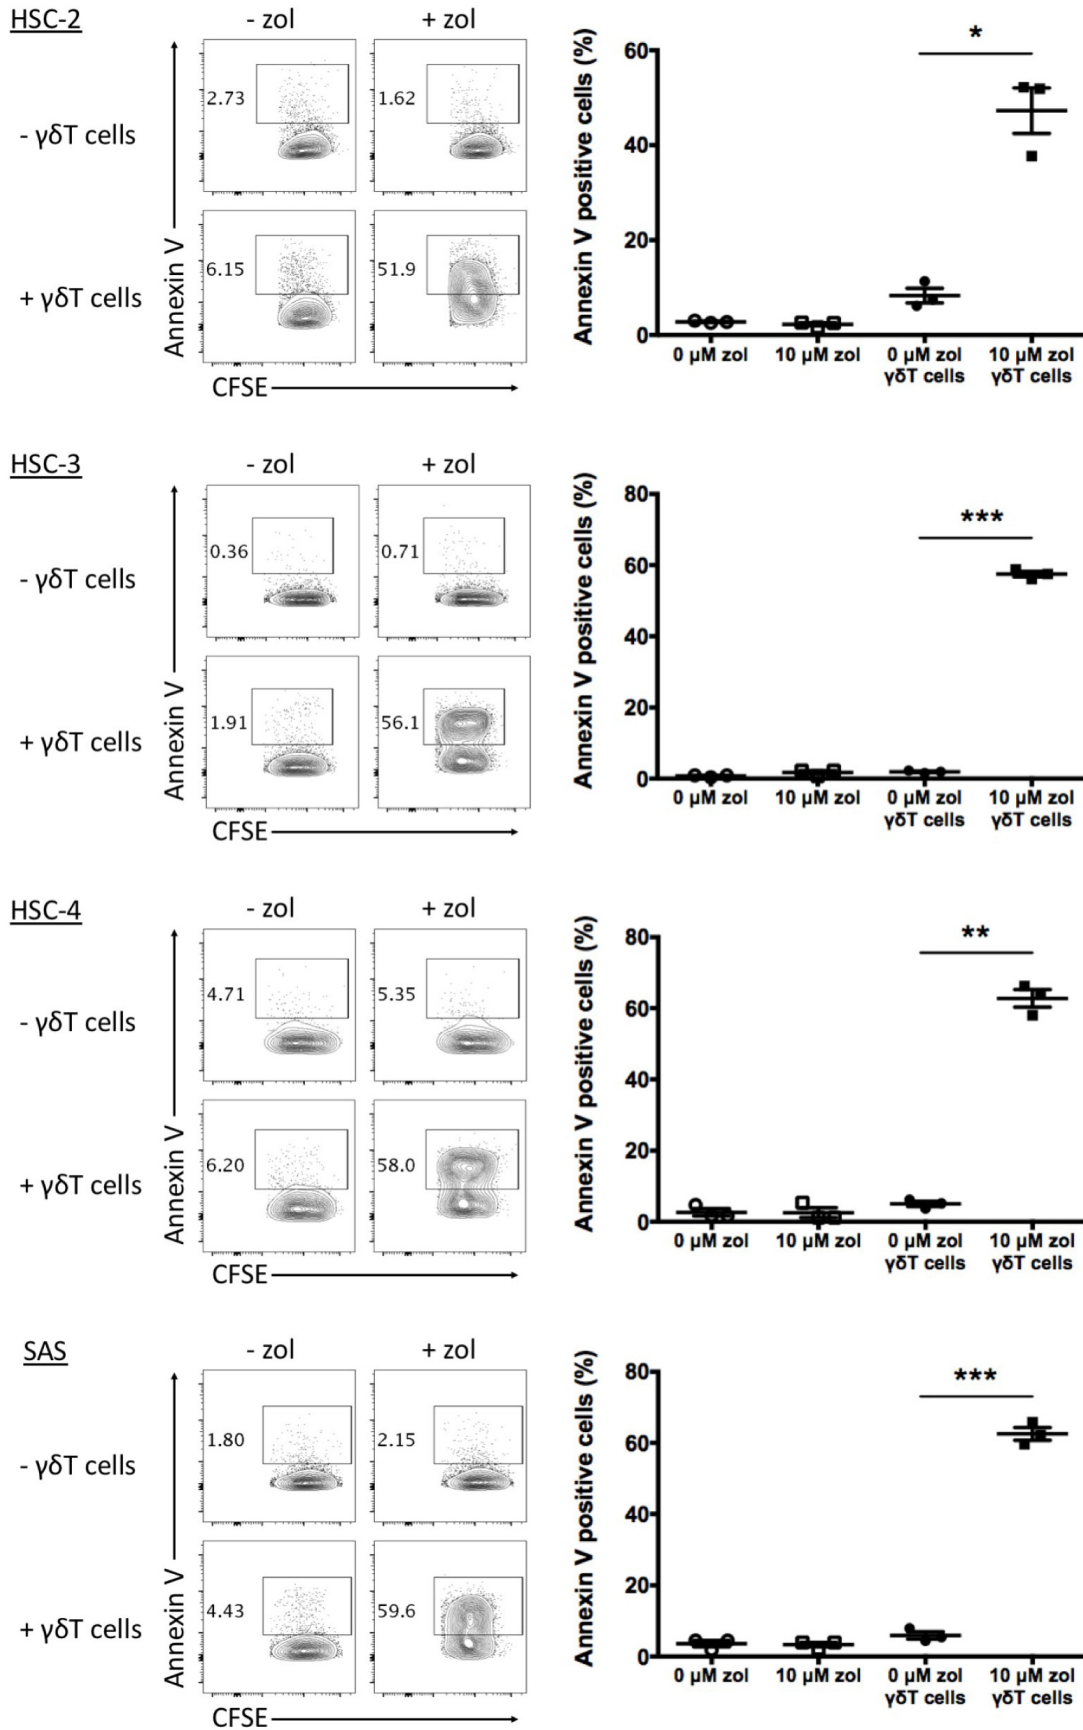 HSC-2
- zol
+ zol
- γδT cells
2.73
1.62
+ γδT cells
6.15
51.9
Annexin V
CFSE
Annexin V positive cells (%)
60
40
20
0
*
0 µM zol
10 µM zol
0 µM zol
γδT cells
10 µM zol
γδT cells
HSC-3
- zol
+ zol
- γδT cells
0.36
0.71
+ γδT cells
1.91
56.1
Annexin V
CFSE
Annexin V positive cells (%)
80
60
40
20
0
***
0 µM zol
10 µM zol
0 µM zol
γδT cells
10 µM zol
γδT cells
HSC-4
- zol
+ zol
- γδT cells
4.71
5.35
+ γδT cells
6.20
58.0
Annexin V
CFSE
Annexin V positive cells (%)
80
60
40
20
0
**
0 µM zol
10 µM zol
0 µM zol
γδT cells
10 µM zol
γδT cells
SAS
- zol
+ zol
- γδT cells
1.80
2.15
+ γδT cells
4.43
59.6
Annexin V
CFSE
Annexin V positive cells (%)
80
60
40
20
0
***
0 µM zol
10 µM zol
0 µM zol
γδT cells
10 µM zol
γδT cells